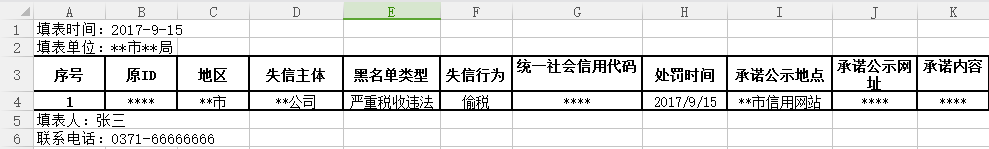 A B C D E F G H I J K
1 填表时间：2017-9-15
2 填表单位：**市**局
3 序号 原ID 地区 失信主体 黑名单类型 失信行为 统一社会信用代码 处罚时间 承诺公示地点 承诺公示网址 承诺内容
4 1 **** **市 **公司 严重税收违法 偷税 **** 2017/9/15 **市信用网站 **** ****
5 填表人：张三
6 联系电话：0371-66666666